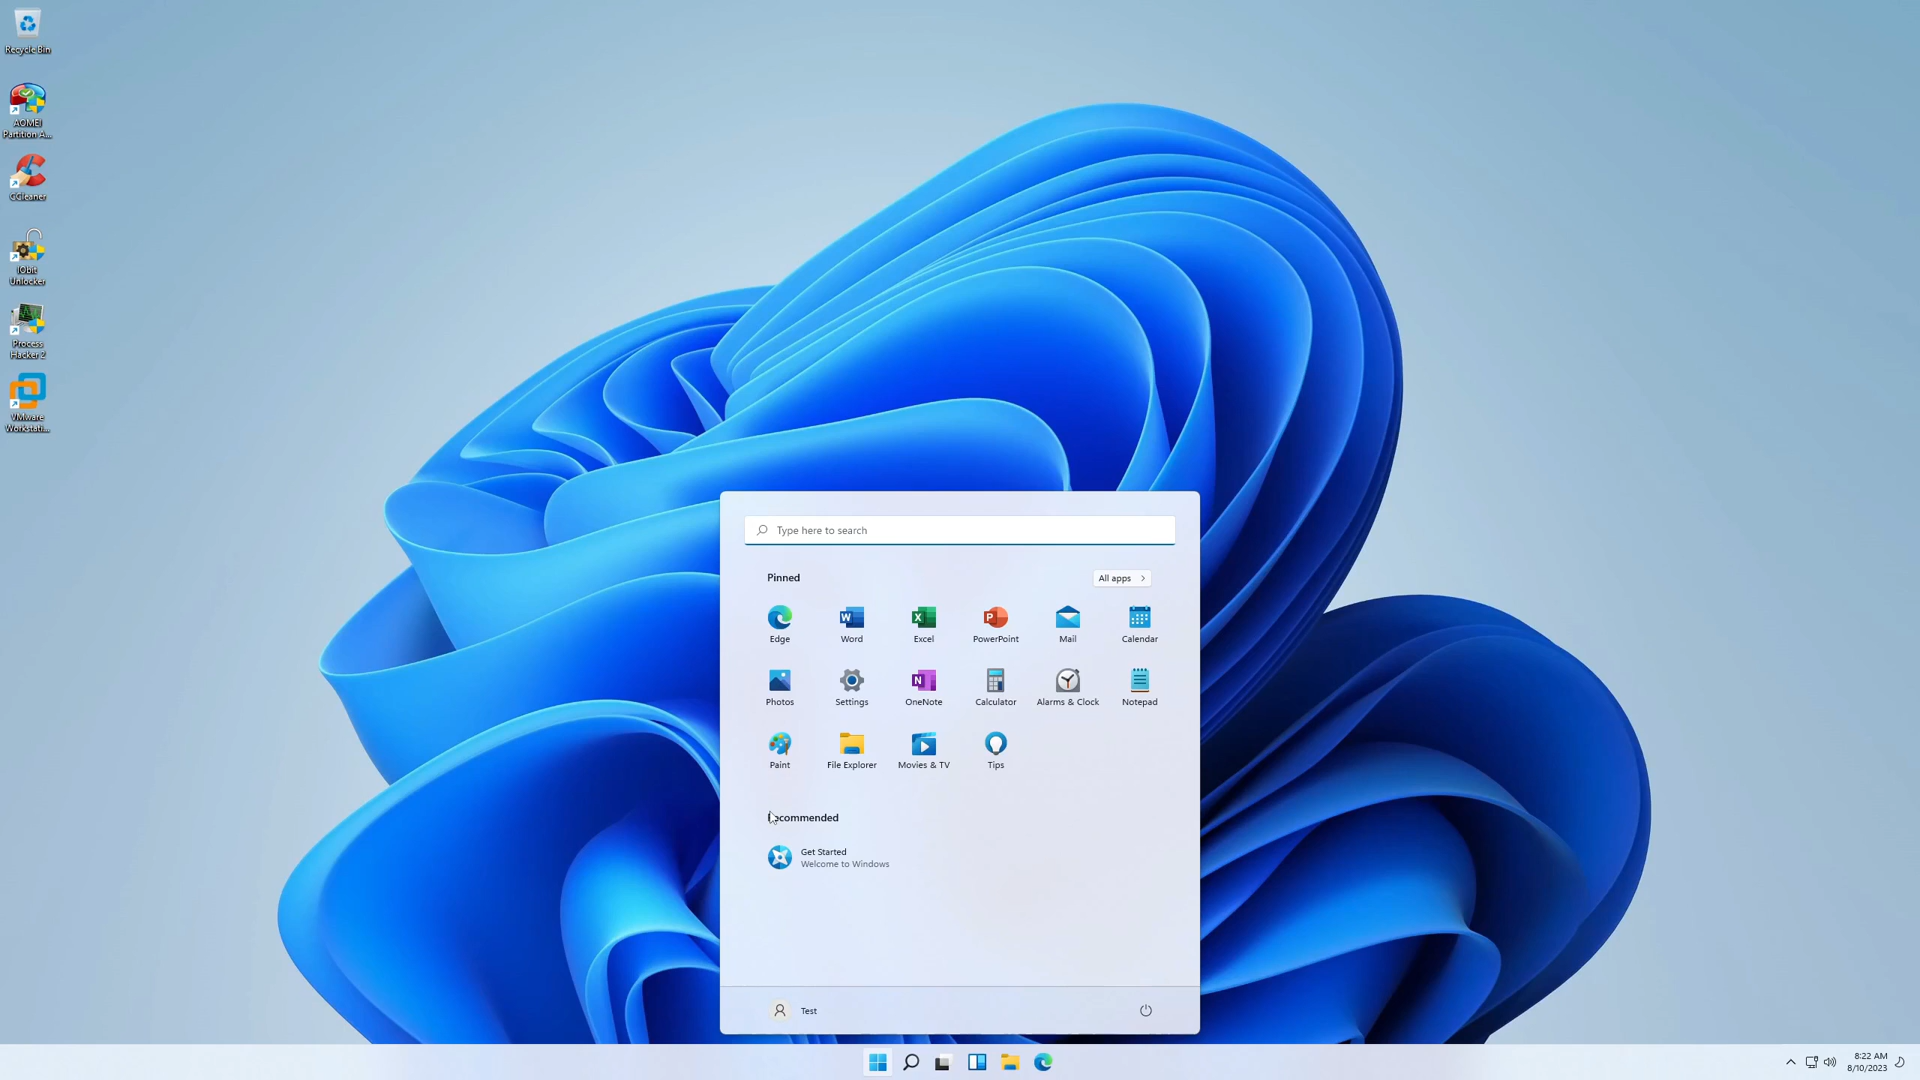 Recycle Bin
AOMEI
Partition A...
CCleaner
IObit
Unlocker
Process
Hacker 2
VMware
Workstati...
Type here to search
Pinned
All apps
Edge
Word
Excel
PowerPoint
Mail
Calendar
Photos
Settings
OneNote
Calculator
Alarms & Clock
Notepad
Paint
File Explorer
Movies & TV
Tips
Recommended
Get Started
Welcome to Windows
Test
8:22 AM
8/10/2023